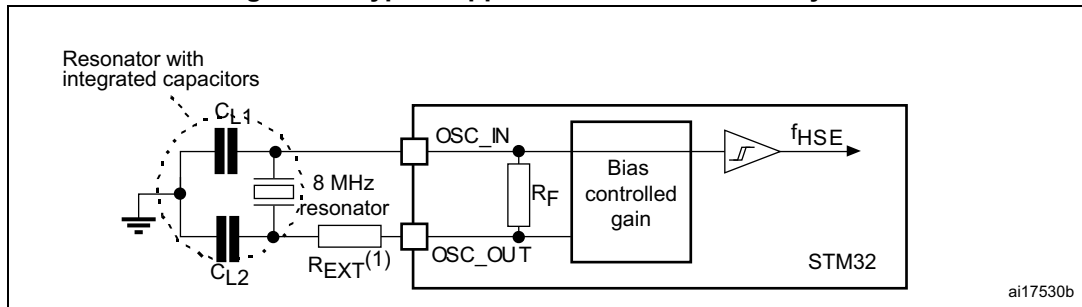 Resonator with
integrated capacitors
CL1
OSC_IN
fHSE
8 MHz
resonator
RF
Bias
controlled
gain
REXT(1)
OSC_OUT
STM32
CL2
ai17530b